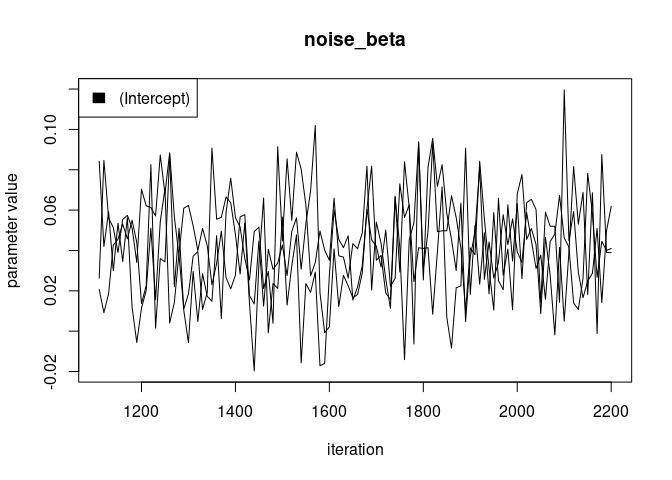 noise_beta
(Intercept)
parameter value
0.10
0.06
0.02
-0.02
1200 1400 1600 1800 2000 2200
iteration